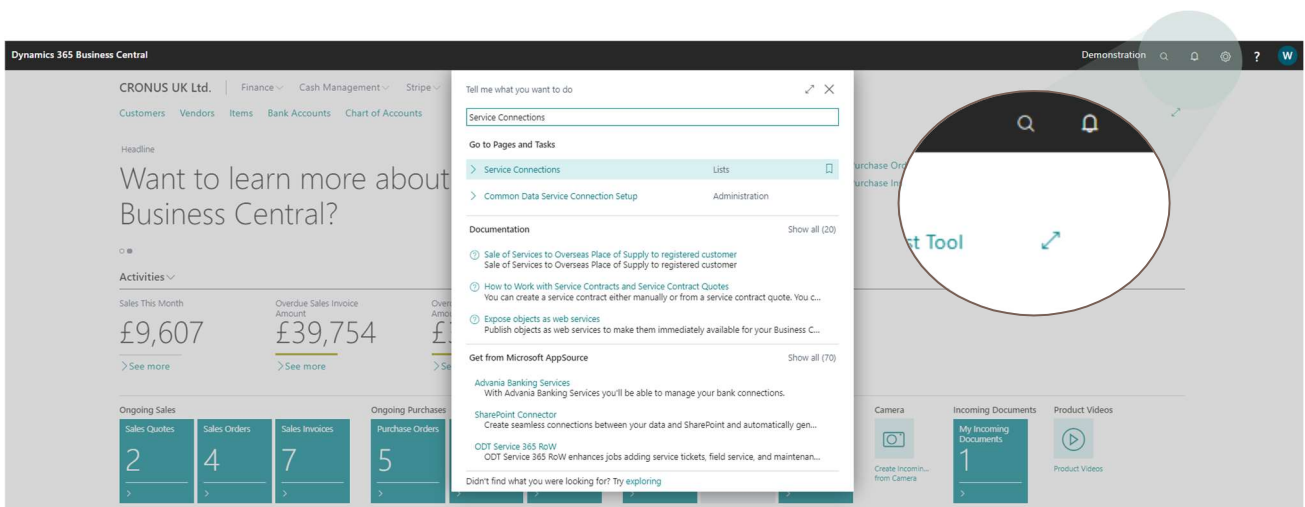 Dynamics 365 Business Central
Demonstration
?
W
CRONUS UK Ltd.
Finance
Cash Management
Stripe
Customers Vendors Items Bank Accounts Chart of Accounts
Headline
Want to learn more about
Business Central?
Activities
Sales This Month
£9,607
See more
Overdue Sales Invoice
Amount
£39,754
See more
£
Ongoing Sales
Sales Quotes
2
Sales Orders
4
Sales Invoices
7
Ongoing Purchases
Purchase Orders
5
Tell me what you want to do
Service Connections
Go to Pages and Tasks
Service Connections Lists
Common Data Service Connection Setup Administration
Documentation Show all (20)
Sale of Services to Overseas Place of Supply to registered customer
Sale of Services to Overseas Place of Supply to registered customer
How to Work with Service Contracts and Service Contract Quotes
You can create a service contract either manually or from a service contract quote. You c...
Expose objects as web services
Publish objects as web services to make them immediately available for your Business C...
Get from Microsoft AppSource Show all (70)
Advania Banking Services
With Advania Banking Services you'll be able to manage your bank connections.
SharePoint Connector
Create seamless connections between your data and SharePoint and automatically gen...
ODT Service 365 RoW
ODT Service 365 RoW enhances jobs adding service tickets, field service, and maintenan...
Didn't find what you were looking for? Try exploring
st Tool
Camera
Create Incomin...
from Camera
Incoming Documents
My Incoming
Documents
1
Product Videos
Product Videos